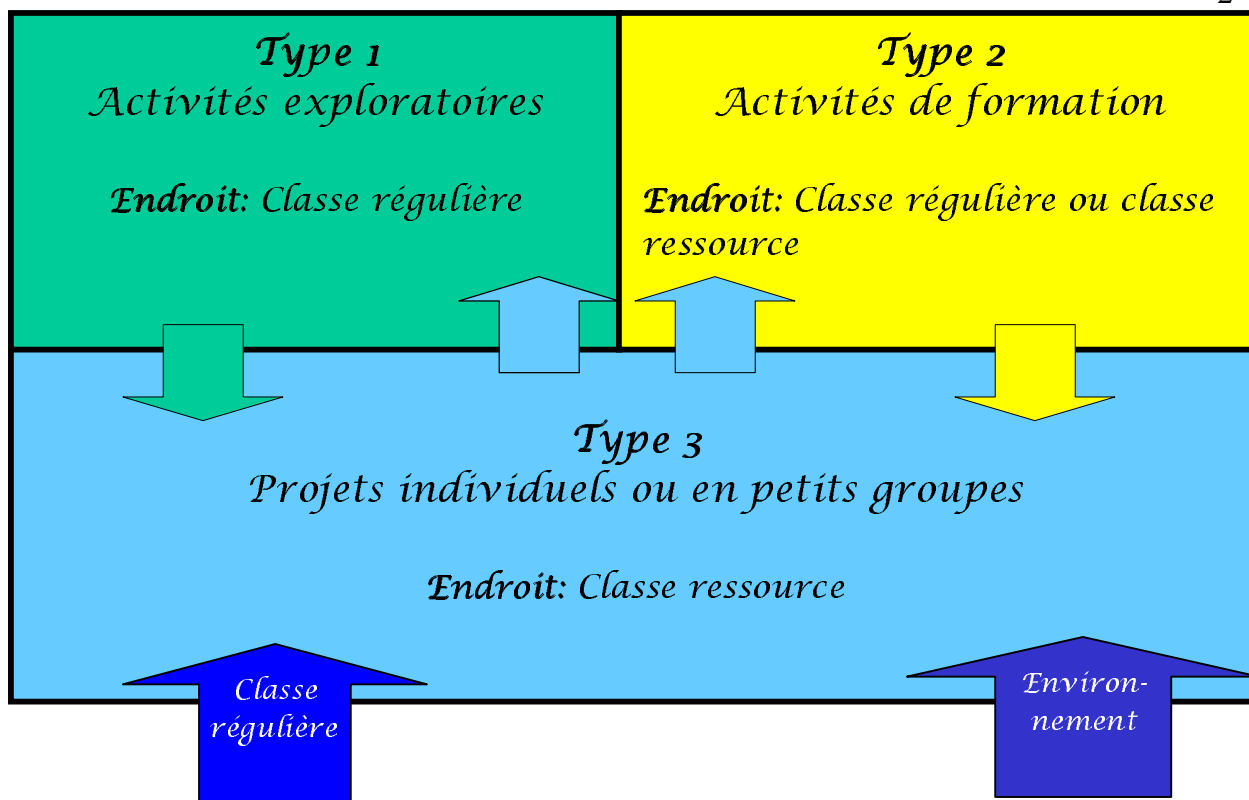 Type 1
Activités exploratoires
Endroit: Classe régulière
Type 2
Activités de formation
Endroit: Classe régulière ou classe
ressource
Type 3
Projets individuels ou en petits groupes
Endroit: Classe ressource
Classe
régulière
Environ-
nement